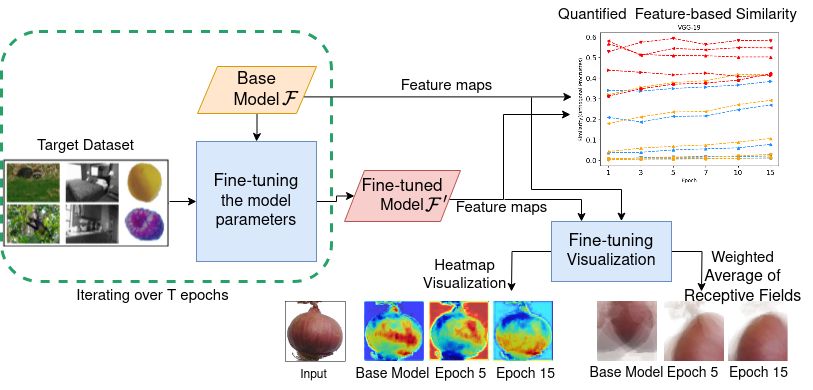 Quantified Feature-based Similarity
VGG-19
0.6
0.5
0.4
0.3
0.2
0.1
0.0
1 3 5 7 10 15
Epoch
Base
Model F
Feature maps
Target Dataset
Fine-tuning
the model
parameters
Fine-tuned
Model F'
Feature maps
Iterating over T epochs
Fine-tuning
Visualization
Heatmap
Visualization
Weighted
Average of
Receptive Fields
Input
Base Model Epoch 5 Epoch 15
Base Model Epoch 5 Epoch 15